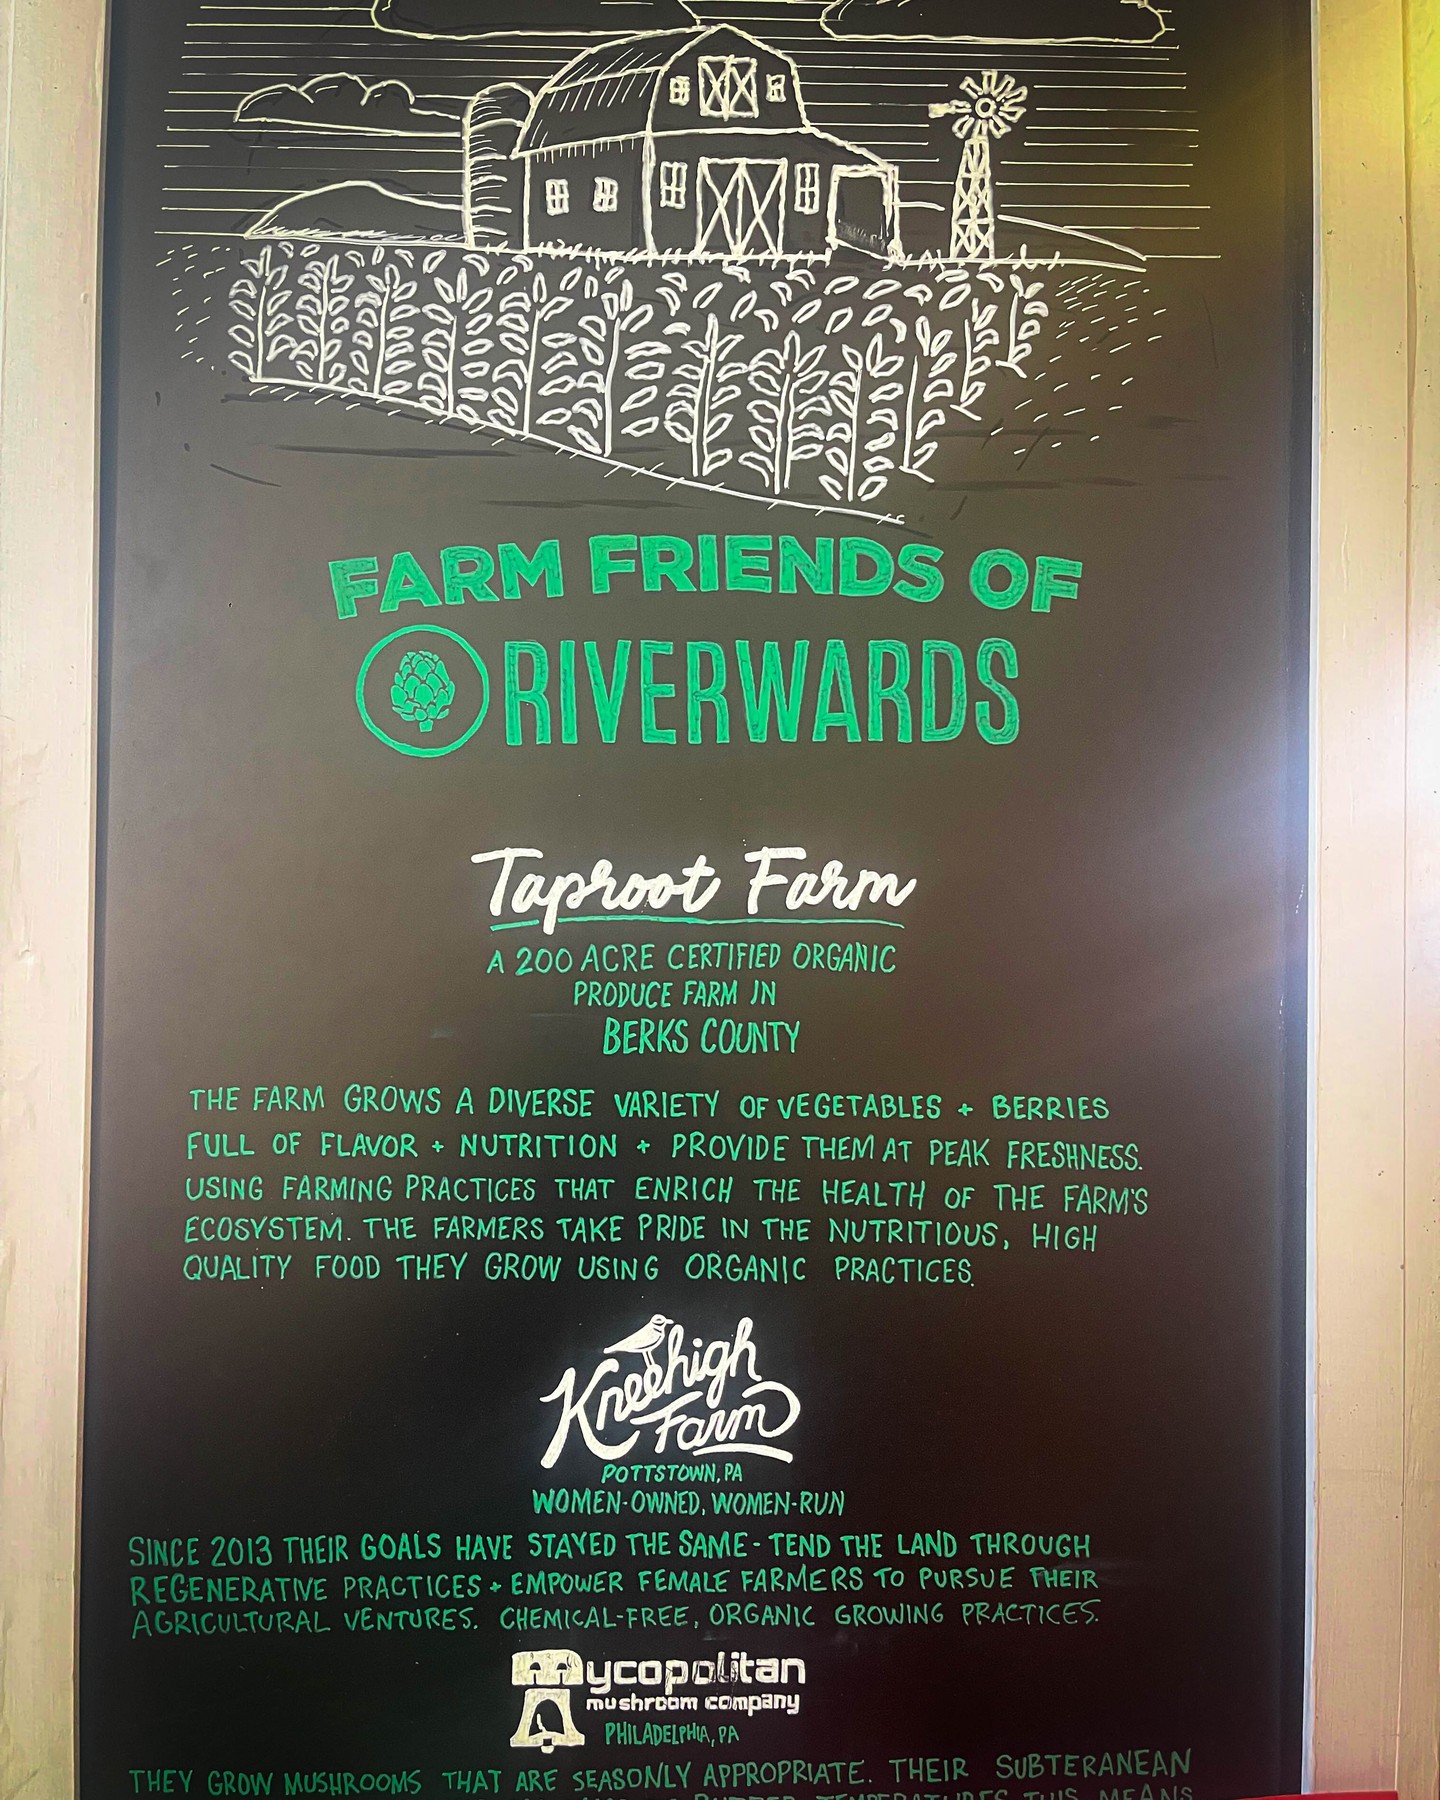 FARM FRIENDS OF
RIVERWARDS
Taproot Farm
A 200 ACRE CERTIFIED ORGANIC
PRODUCE FARM IN
BERKS COUNTY
THE FARM GROWS A DIVERSE VARIETY OF VEGETABLES + BERRIES
FULL OF FLAVOR + NUTRITION + PROVIDE THEM AT PEAK FRESHNESS.
USING FARMING PRACTICES THAT ENRICH THE HEALTH OF THE FARM'S
ECOSYSTEM. THE FARMERS TAKE PRIDE IN THE NUTRITIOUS, HIGH
QUALITY FOOD THEY GROW USING ORGANIC PRACTICES.
Kneehigh
Farm
POTTSTOWN, PA
WOMEN-OWNED, WOMEN-RUN
SINCE 2013 THEIR GOALS HAVE STAYED THE SAME - TEND THE LAND THROUGH
REGENERATIVE PRACTICES + EMPOWER FEMALE FARMERS TO PURSUE THEIR
AGRICULTURAL VENTURES. CHEMICAL-FREE, ORGANIC GROWING PRACTICES.
Mycopolitan
mushroom company
PHILADELPHIA, PA
THEY GROW MUSHROOMS THAT ARE SEASONLY APPROPRIATE. THEIR SUBTERANEAN
TEMPERATURES THIS MEANS